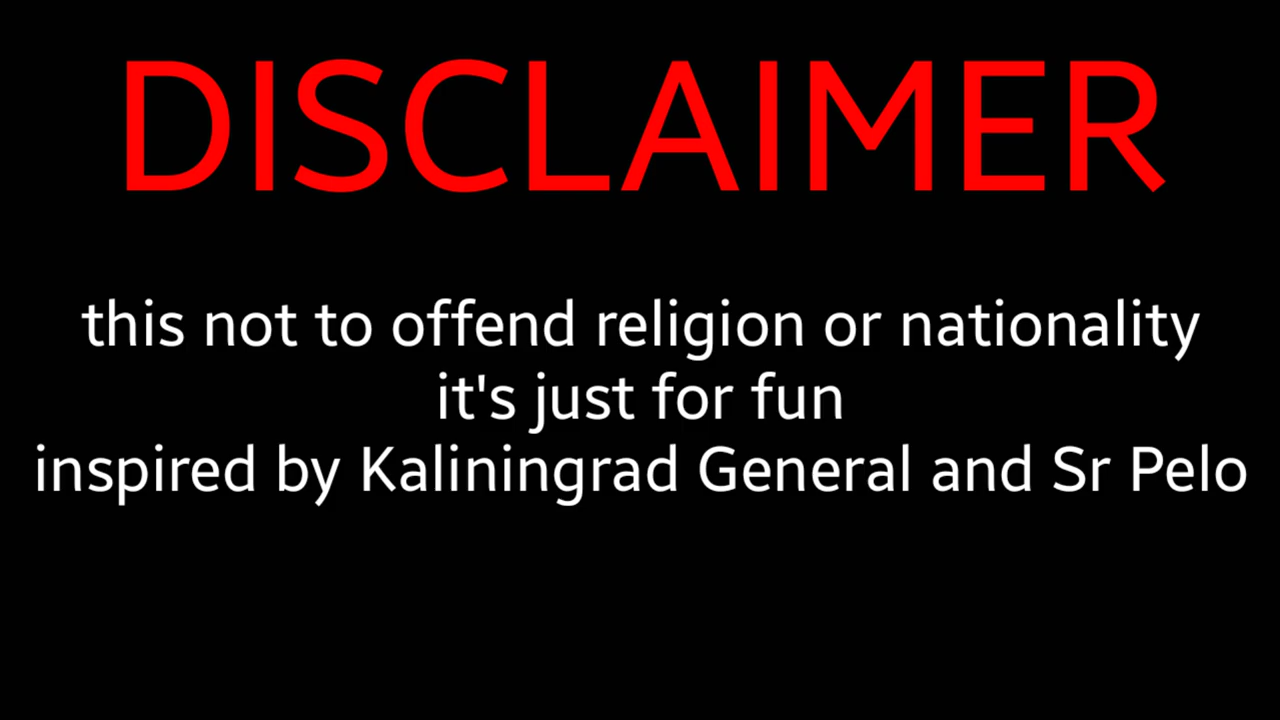 DISCLAIMER
this not to offend religion or nationality
it's just for fun
inspired by Kaliningrad General and Sr Pelo